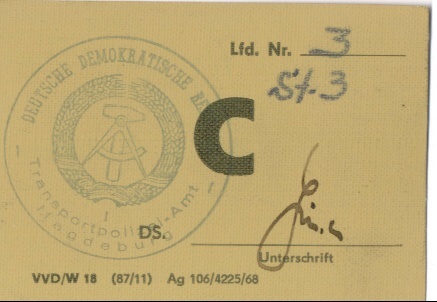 Lfd. Nr. 3
St-3
DEUTSCHE DEMOKRATISCHE RE
C
1
Transportpolizei-Amt
Magdeburg
DS.
Unterschrift
VVD/W 18 (87/11) Ag 106/4225/68